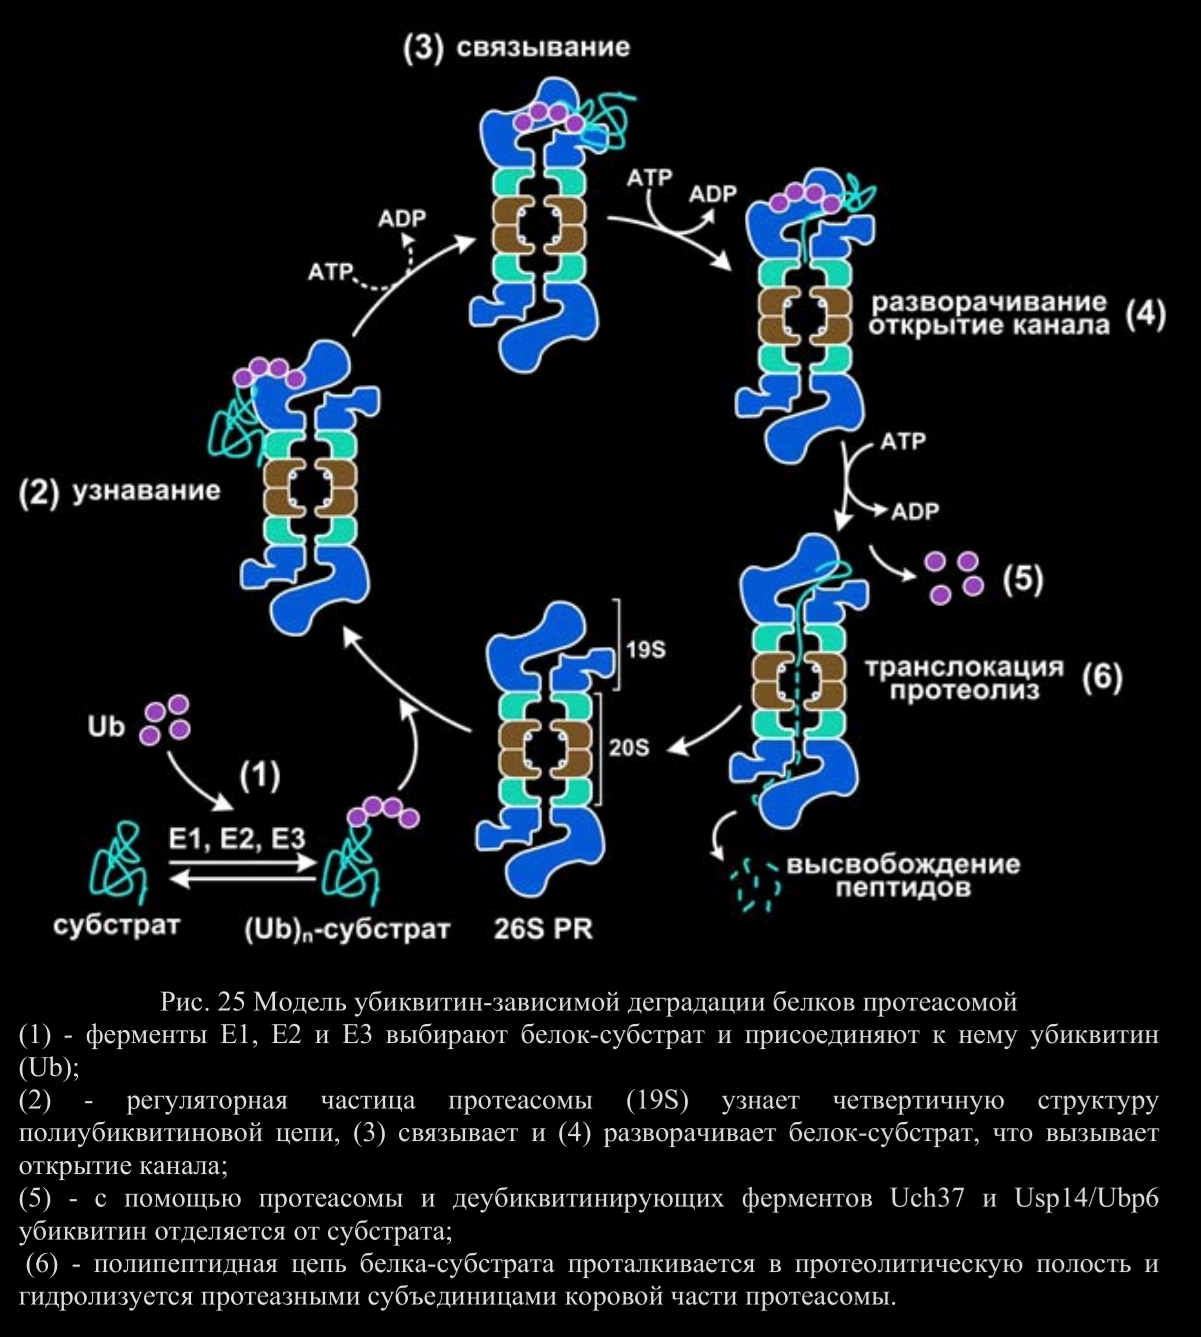 (3) связывание
ATP
ADP
ADP
ATP
разворачивание
открытие канала
(4)
(2) узнавание
ATP
ADP
(5)
19S
транслокация
протеолиз
(6)
Ub
20S
(1)
E1, E2, E3
высвобождение
пептидов
субстрат
(Ub)n-субстрат
26S PR
Рис. 25 Модель убиквитин-зависимой деградации белков протеасомой
(1) - ферменты Е1, Е2 и Е3 выбирают белок-субстрат и присоединяют к нему убиквитин
(Ub);
(2) - регуляторная частица протеасомы (19S) узнает четвертичную структуру
полиубиквитиновой цепи, (3) связывает и (4) разворачивает белок-субстрат, что вызывает
открытие канала;
(5) - с помощью протеасомы и деубиквитинирующих ферментов Uch37 и Usp14/Ubp6
убиквитин отделяется от субстрата;
(6) - полипептидная цепь белка-субстрата проталкивается в протеолитическую полость и
гидролизуется протеазными субъединицами коровой части протеасомы.